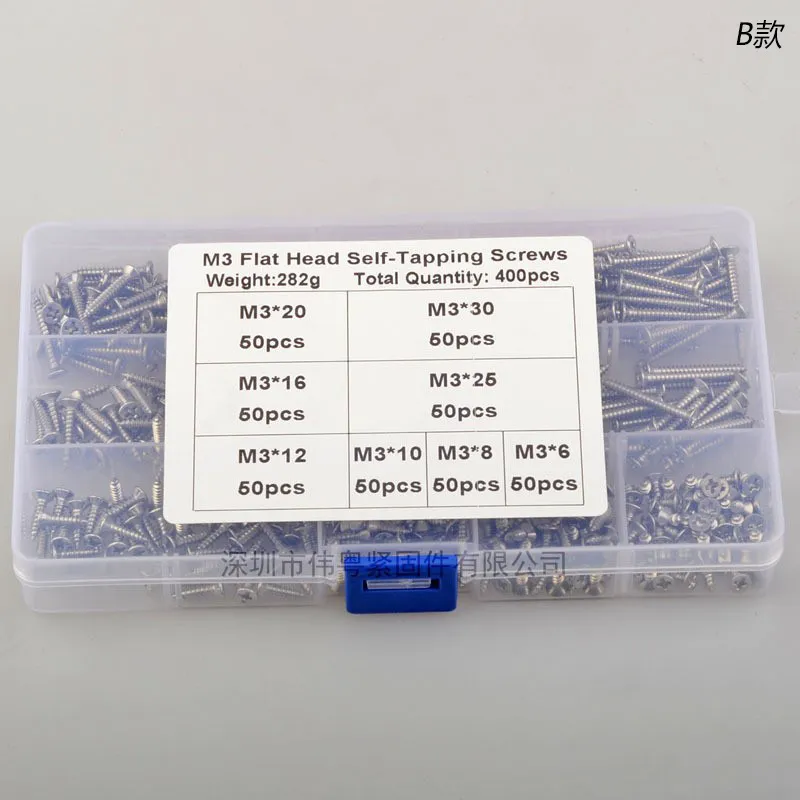 B款
M3 Flat Head Self-Tapping Screws
Weight:282g Total Quantity: 400pcs
M3*20 M3*30
50pcs 50pcs
M3*16 M3*25
50pcs 50pcs
M3*12 M3*10 M3*8 M3*6
50pcs 50pcs 50pcs 50pcs
深圳市伟粤紧固件有限公司